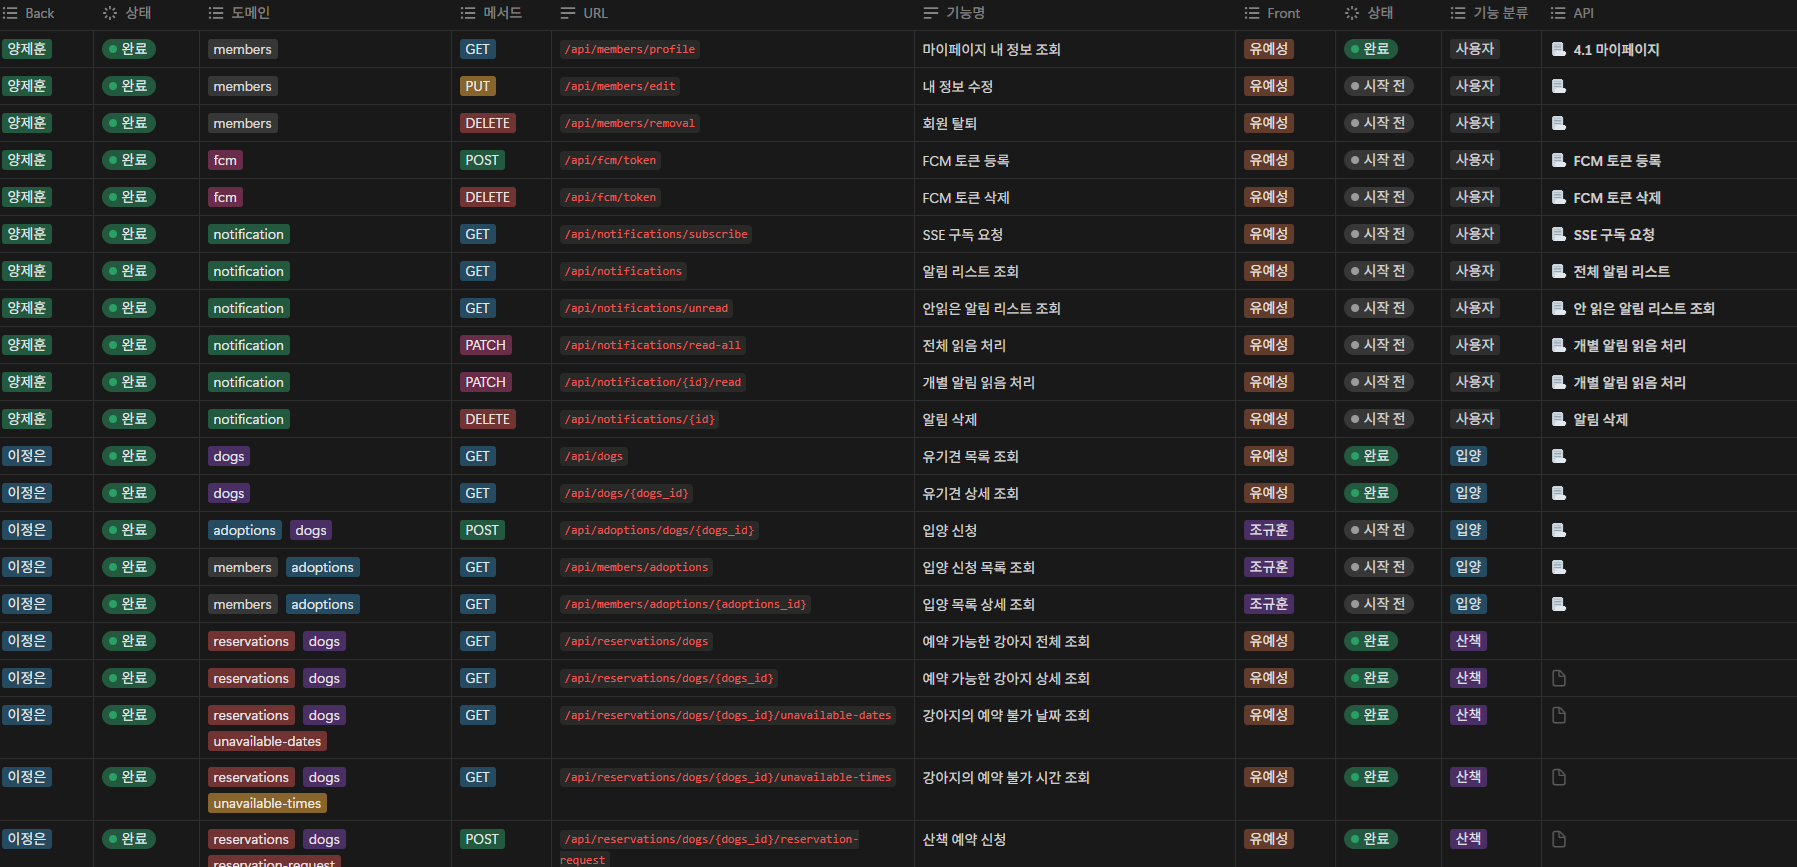 Back 상태 도메인 메서드 URL 기능명 Front 상태 기능 분류 API
양제훈 완료 members GET /api/members/profile 마이페이지 내 정보 조회 유예성 완료 사용자 4.1 마이페이지
양제훈 완료 members PUT /api/members/edit 내 정보 수정 유예성 시작 전 사용자
양제훈 완료 members DELETE /api/members/removal 회원 탈퇴 유예성 시작 전 사용자
양제훈 완료 fcm POST /api/fcm/token FCM 토큰 등록 유예성 시작 전 사용자 FCM 토큰 등록
양제훈 완료 fcm DELETE /api/fcm/token FCM 토큰 삭제 유예성 시작 전 사용자 FCM 토큰 삭제
양제훈 완료 notification GET /api/notifications/subscribe SSE 구독 요청 유예성 시작 전 사용자 SSE 구독 요청
양제훈 완료 notification GET /api/notifications 알림 리스트 조회 유예성 시작 전 사용자 전체 알림 리스트
양제훈 완료 notification GET /api/notifications/unread 안읽은 알림 리스트 조회 유예성 시작 전 사용자 안 읽은 알림 리스트 조회
양제훈 완료 notification PATCH /api/notifications/read-all 전체 읽음 처리 유예성 시작 전 사용자 개별 알림 읽음 처리
양제훈 완료 notification PATCH /api/notification/{id}/read 개별 알림 읽음 처리 유예성 시작 전 사용자 개별 알림 읽음 처리
양제훈 완료 notification DELETE /api/notifications/{id} 알림 삭제 유예성 시작 전 사용자 알림 삭제
이정은 완료 dogs GET /api/dogs 유기견 목록 조회 유예성 완료 입양
이정은 완료 dogs GET /api/dogs/{dogs_id} 유기견 상세 조회 유예성 완료 입양
이정은 완료 adoptions dogs POST /api/adoptions/dogs/{dogs_id} 입양 신청 조규훈 시작 전 입양
이정은 완료 members adoptions GET /api/members/adoptions 입양 신청 목록 조회 조규훈 시작 전 입양
이정은 완료 members adoptions GET /api/members/adoptions/{adoptions_id} 입양 목록 상세 조회 조규훈 시작 전 입양
이정은 완료 reservations dogs GET /api/reservations/dogs 예약 가능한 강아지 전체 조회 유예성 완료 산책
이정은 완료 reservations dogs GET /api/reservations/dogs/{dogs_id} 예약 가능한 강아지 상세 조회 유예성 완료 산책
이정은 완료 reservations dogs GET /api/reservations/dogs/{dogs_id}/unavailable-dates 강아지의 예약 불가 날짜 조회 유예성 완료 산책
unavailable-dates
이정은 완료 reservations dogs GET /api/reservations/dogs/{dogs_id}/unavailable-times 강아지의 예약 불가 시간 조회 유예성 완료 산책
unavailable-times
이정은 완료 reservations dogs POST /api/reservations/dogs/{dogs_id}/reservation- 산책 예약 신청 유예성 완료 산책
reservation-request request